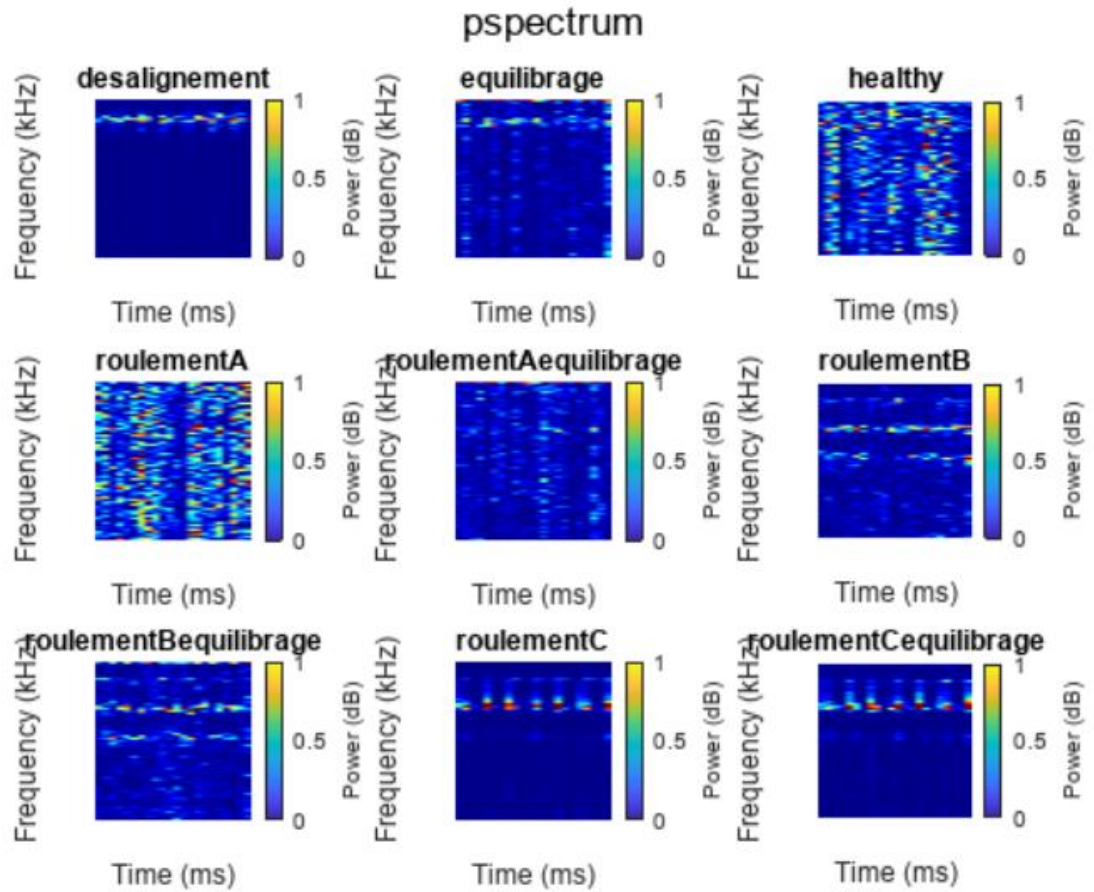 pspectrum
desalignement
Frequency (kHz)
1
0.5
0
Power (dB)
Time (ms)
equilibrage
Frequency (kHz)
1
0.5
0
Power (dB)
Time (ms)
healthy
Frequency (kHz)
1
0.5
0
Power (dB)
Time (ms)
roulementA
Frequency (kHz)
1
0.5
0
Power (dB)
Time (ms)
roulementAequilibrage
Frequency (kHz)
1
0.5
0
Power (dB)
Time (ms)
roulementB
Frequency (kHz)
1
0.5
0
Power (dB)
Time (ms)
roulementBequilibrage
Frequency (kHz)
1
0.5
0
Power (dB)
Time (ms)
roulementC
Frequency (kHz)
1
0.5
0
Power (dB)
Time (ms)
roulementCequilibrage
Frequency (kHz)
1
0.5
0
Power (dB)
Time (ms)